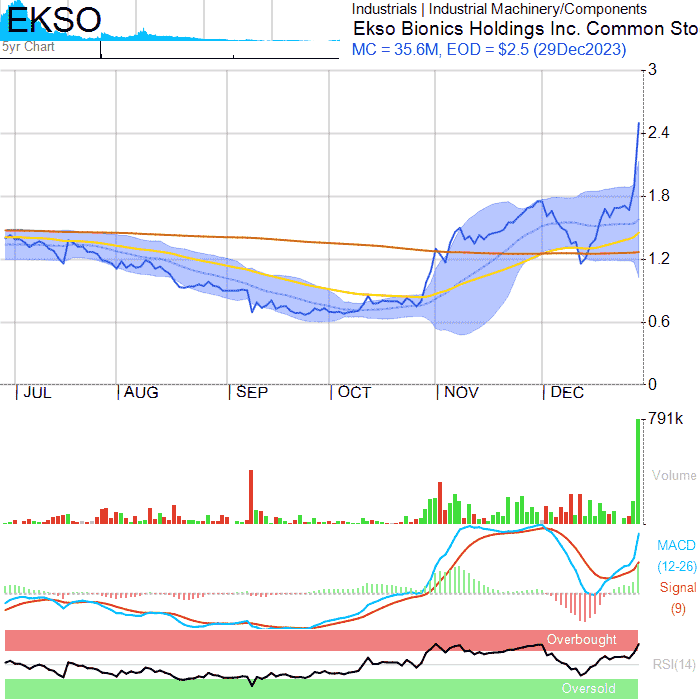 EKSO
5yr Chart
Industrials | Industrial Machinery/Components
Ekso Bionics Holdings Inc. Common Sto
MC = 35.6M, EOD = $2.5 (29Dec2023)
3
2.4
1.8
1.2
0.6
0
JUL AUG SEP OCT NOV DEC
791k
Volume
MACD
(12-26)
Signal
(9)
Overbought
RSI(14)
Oversold